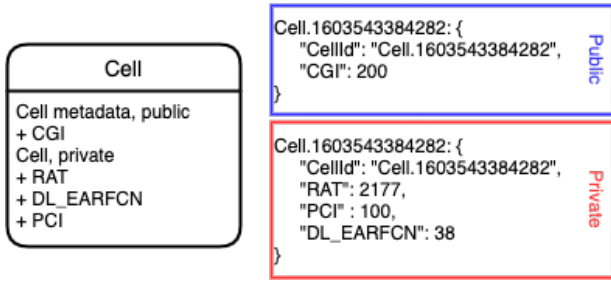 Cell
Cell metadata, public
+ CGI
Cell, private
+ RAT
+ DL_EARFCN
+ PCI
Cell.1603543384282: {
"CellId": "Cell.1603543384282",
"CGI": 200
}
Public
Cell.1603543384282: {
"CellId": "Cell.1603543384282",
"RAT": 2177,
"PCI" : 100,
"DL_EARFCN": 38
}
Private